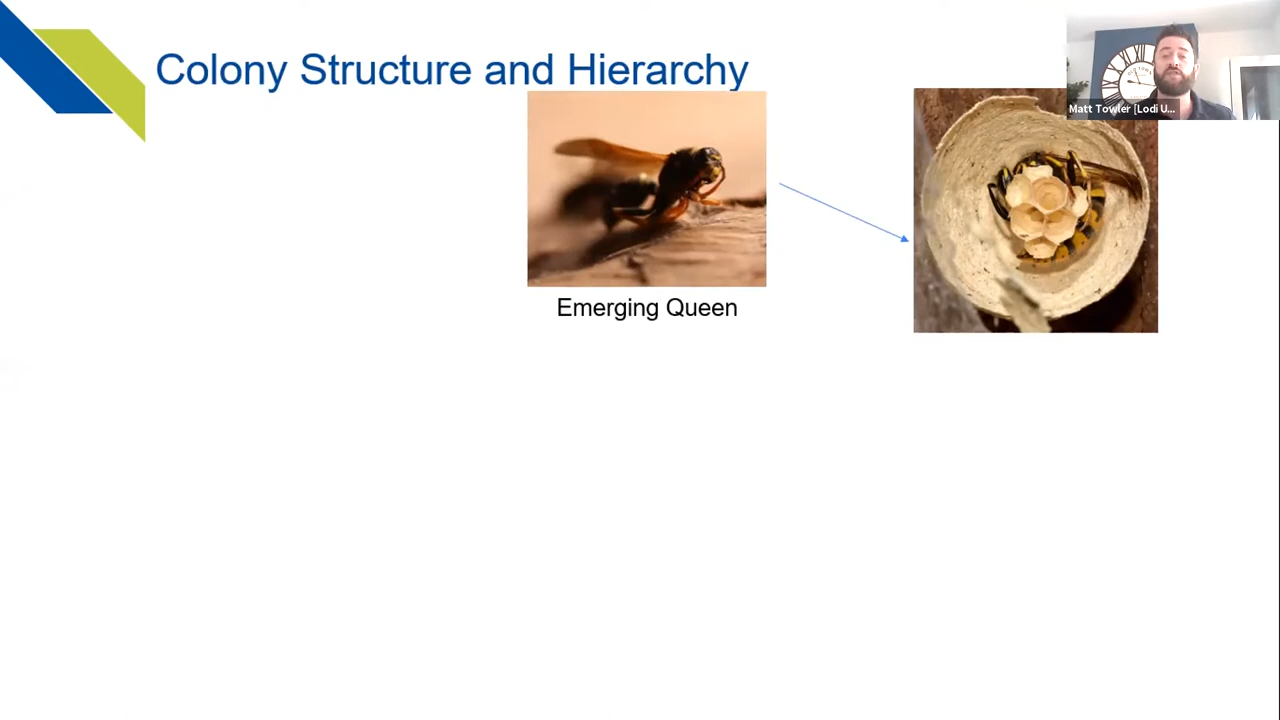 Colony Structure and Hierarchy
Matt Towler [Lodi U...
Emerging Queen